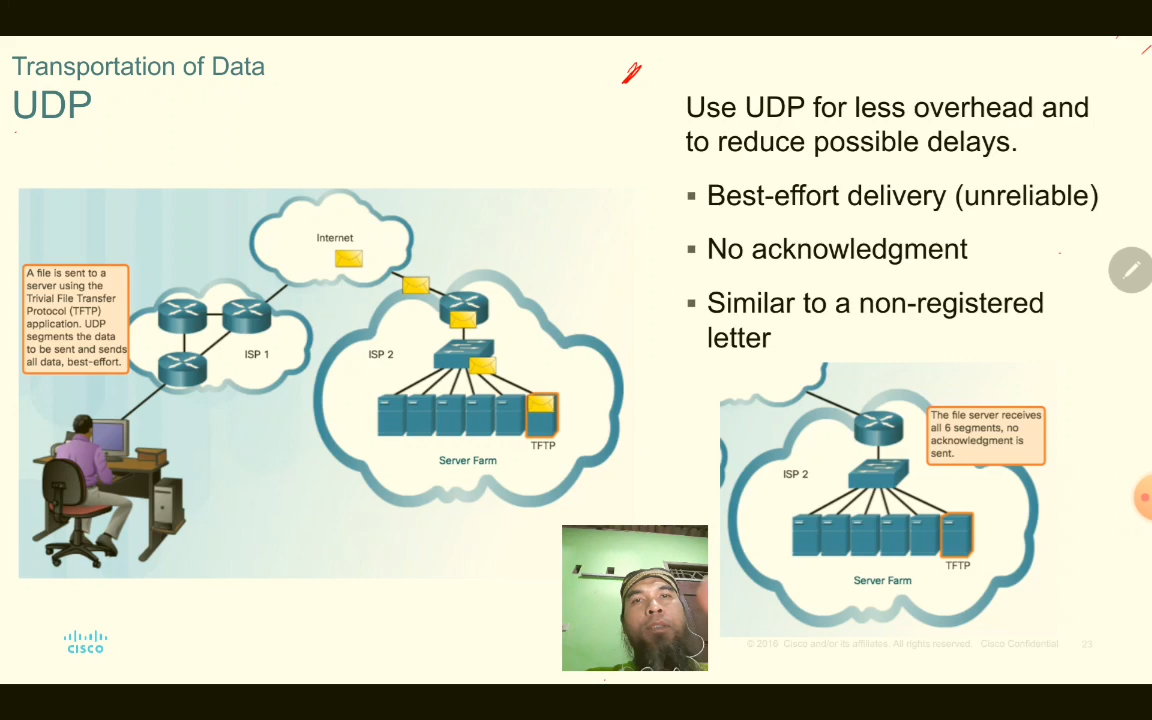 Transportation of Data
UDP
Use UDP for less overhead and
to reduce possible delays.
▪ Best-effort delivery (unreliable)
▪ No acknowledgment
▪ Similar to a non-registered
letter
A file is sent to a
server using the
Trivial File Transfer
Protocol (TFTP)
application. UDP
segments the data
to be sent and sends
all data, best-effort.
Internet
ISP 1
ISP 2
TFTP
Server Farm
The file server receives
all 6 segments, no
acknowledgment is
sent.
ISP 2
TFTP
Server Farm
CISCO
© 2016 Cisco and/or its affiliates. All rights reserved. Cisco Confidential 23